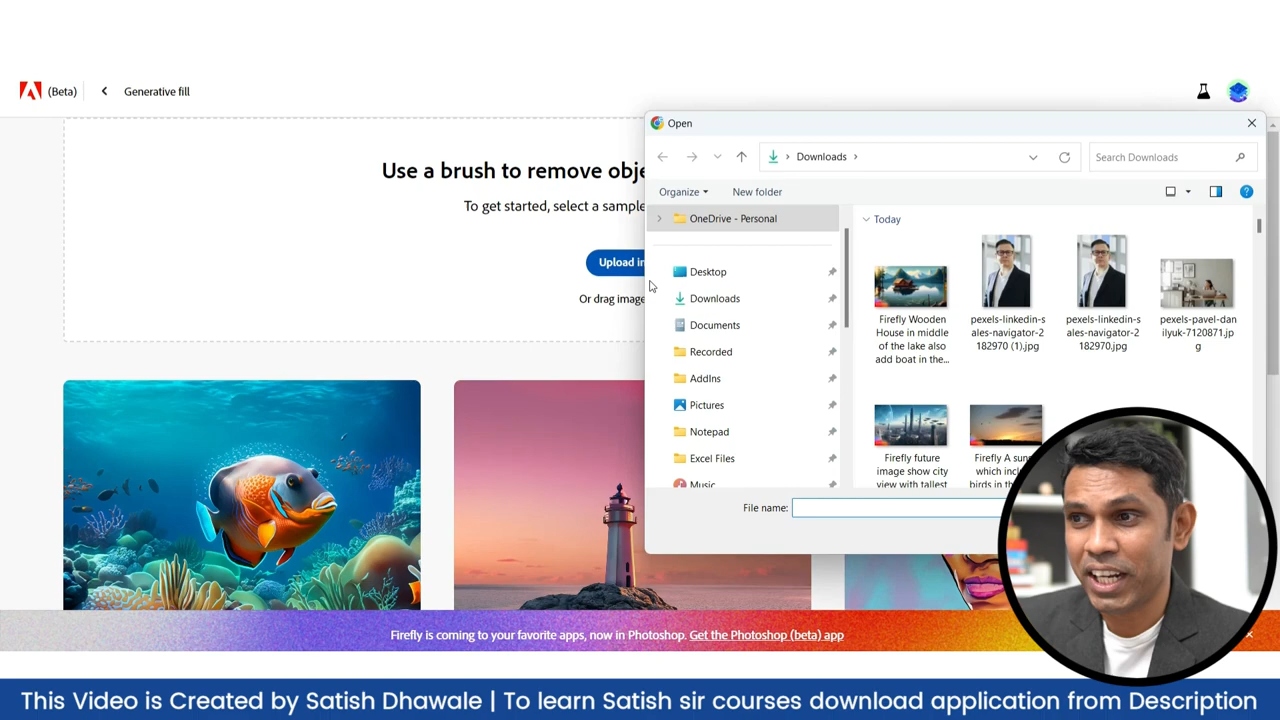 (Beta)
Generative fill
Use a brush to remove obje
To get started, select a sample
Upload in
Or drag image
Open
Downloads
Search Downloads
Organize
New folder
OneDrive - Personal
Desktop
Downloads
Documents
Recorded
AddIns
Pictures
Notepad
Excel Files
Music
Today
Firefly Wooden
House in middle
of the lake also
add boat in the...
pexels-linkedin-s
ales-navigator-2
182970 (1).jpg
pexels-linkedin-s
ales-navigator-2
182970.jpg
pexels-pavel-dan
ilyuk-7120871.jp
g
Firefly future
image show city
view with tallest
Firefly A suns
which incl
birds in th
File name:
Firefly is coming to your favorite apps, now in Photoshop. Get the Photoshop (beta) app
This Video is Created by Satish Dhawale | To learn Satish sir courses download application from Description